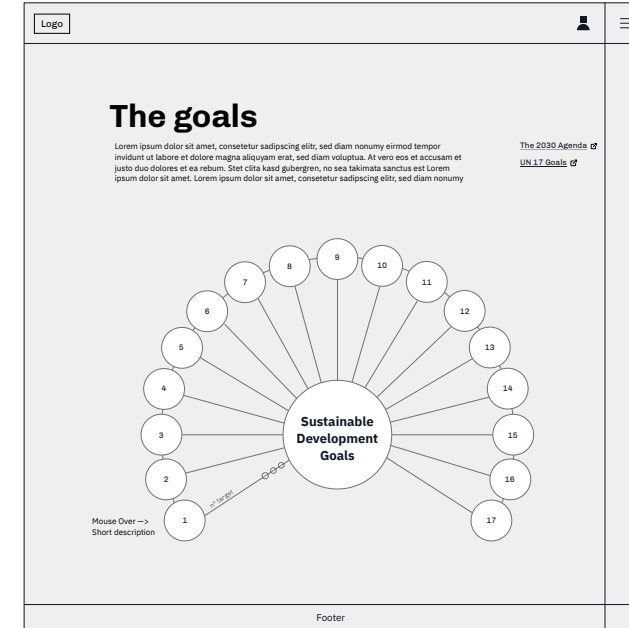 Logo
The goals
Lorem ipsum dolor sit amet, consetetur sadipscing elitr, sed diam nonumy eirmod tempor
invidunt ut labore et dolore magna aliquyam erat, sed diam voluptua. At vero eos et accusam et
justo duo dolores et ea rebum. Stet clita kasd gubergren, no sea takimata sanctus est Lorem
ipsum dolor sit amet. Lorem ipsum dolor sit amet, consetetur sadipscing elitr, sed diam nonumy
The 2030 Agenda
UN 17 Goals
1
2
3
4
5
6
7
8
9
10
11
12
13
14
15
16
17
Sustainable
Development
Goals
n° target
Mouse Over —>
Short description
Footer